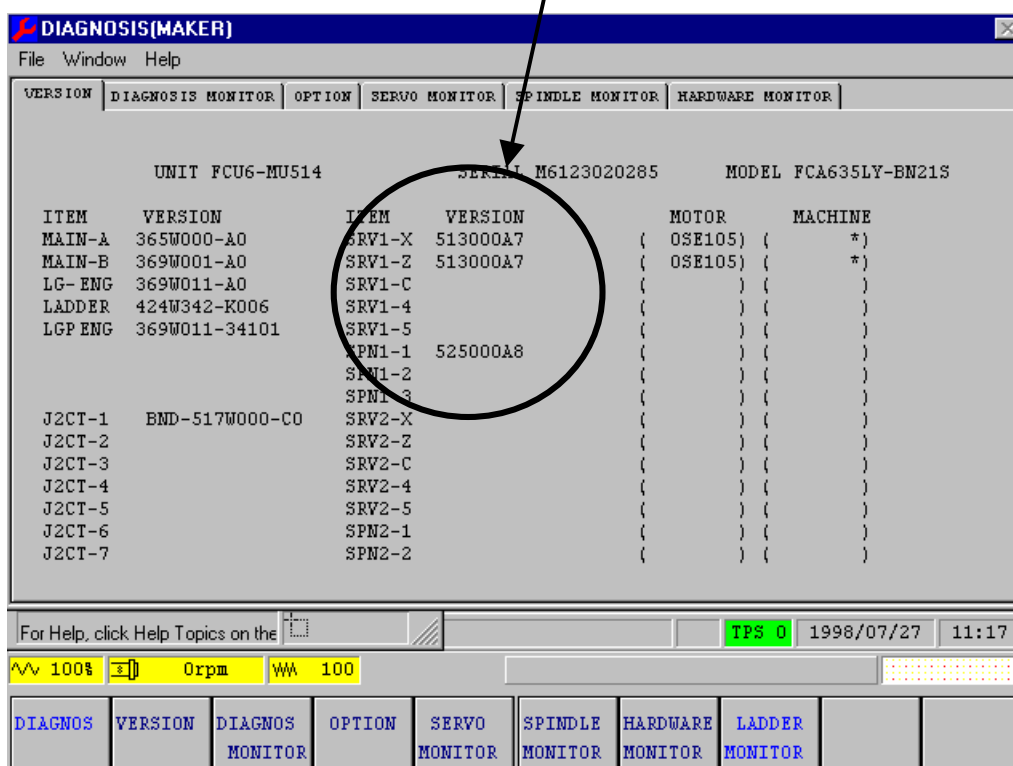 DIAGNOSIS(MAKER)
File Window Help
VERSION DIAGNOSIS MONITOR OPTION SERVO MONITOR SPINDLE MONITOR HARDWARE MONITOR
UNIT FCU6-MU514 SERIAL M6123020285 MODEL FCA635LY-BN21S
ITEM VERSION ITEM VERSION MOTOR MACHINE
MAIN-A 365W000-A0 SRV1-X 513000A7 ( OSE105) ( *)
MAIN-B 369W001-A0 SRV1-Z 513000A7 ( OSE105) ( *)
LG-ENG 369W011-A0 SRV1-C ( ) ( )
LADDER 424W342-K006 SRV1-4 ( ) ( )
LGP ENG 369W011-34101 SRV1-5 ( ) ( )
SPN1-1 525000A8 ( ) ( )
SPN1-2 ( ) ( )
SPN1-3 ( ) ( )
J2CT-1 BND-517W000-C0 SRV2-X ( ) ( )
J2CT-2 SRV2-Z ( ) ( )
J2CT-3 SRV2-C ( ) ( )
J2CT-4 SRV2-4 ( ) ( )
J2CT-5 SRV2-5 ( ) ( )
J2CT-6 SPN2-1 ( ) ( )
J2CT-7 SPN2-2 ( ) ( )
For Help, click Help Topics on the TPS 0 1998/07/27 11:17
100% 0rpm 100
DIAGNOS VERSION DIAGNOS MONITOR OPTION SERVO MONITOR SPINDLE MONITOR HARDWARE MONITOR LADDER MONITOR